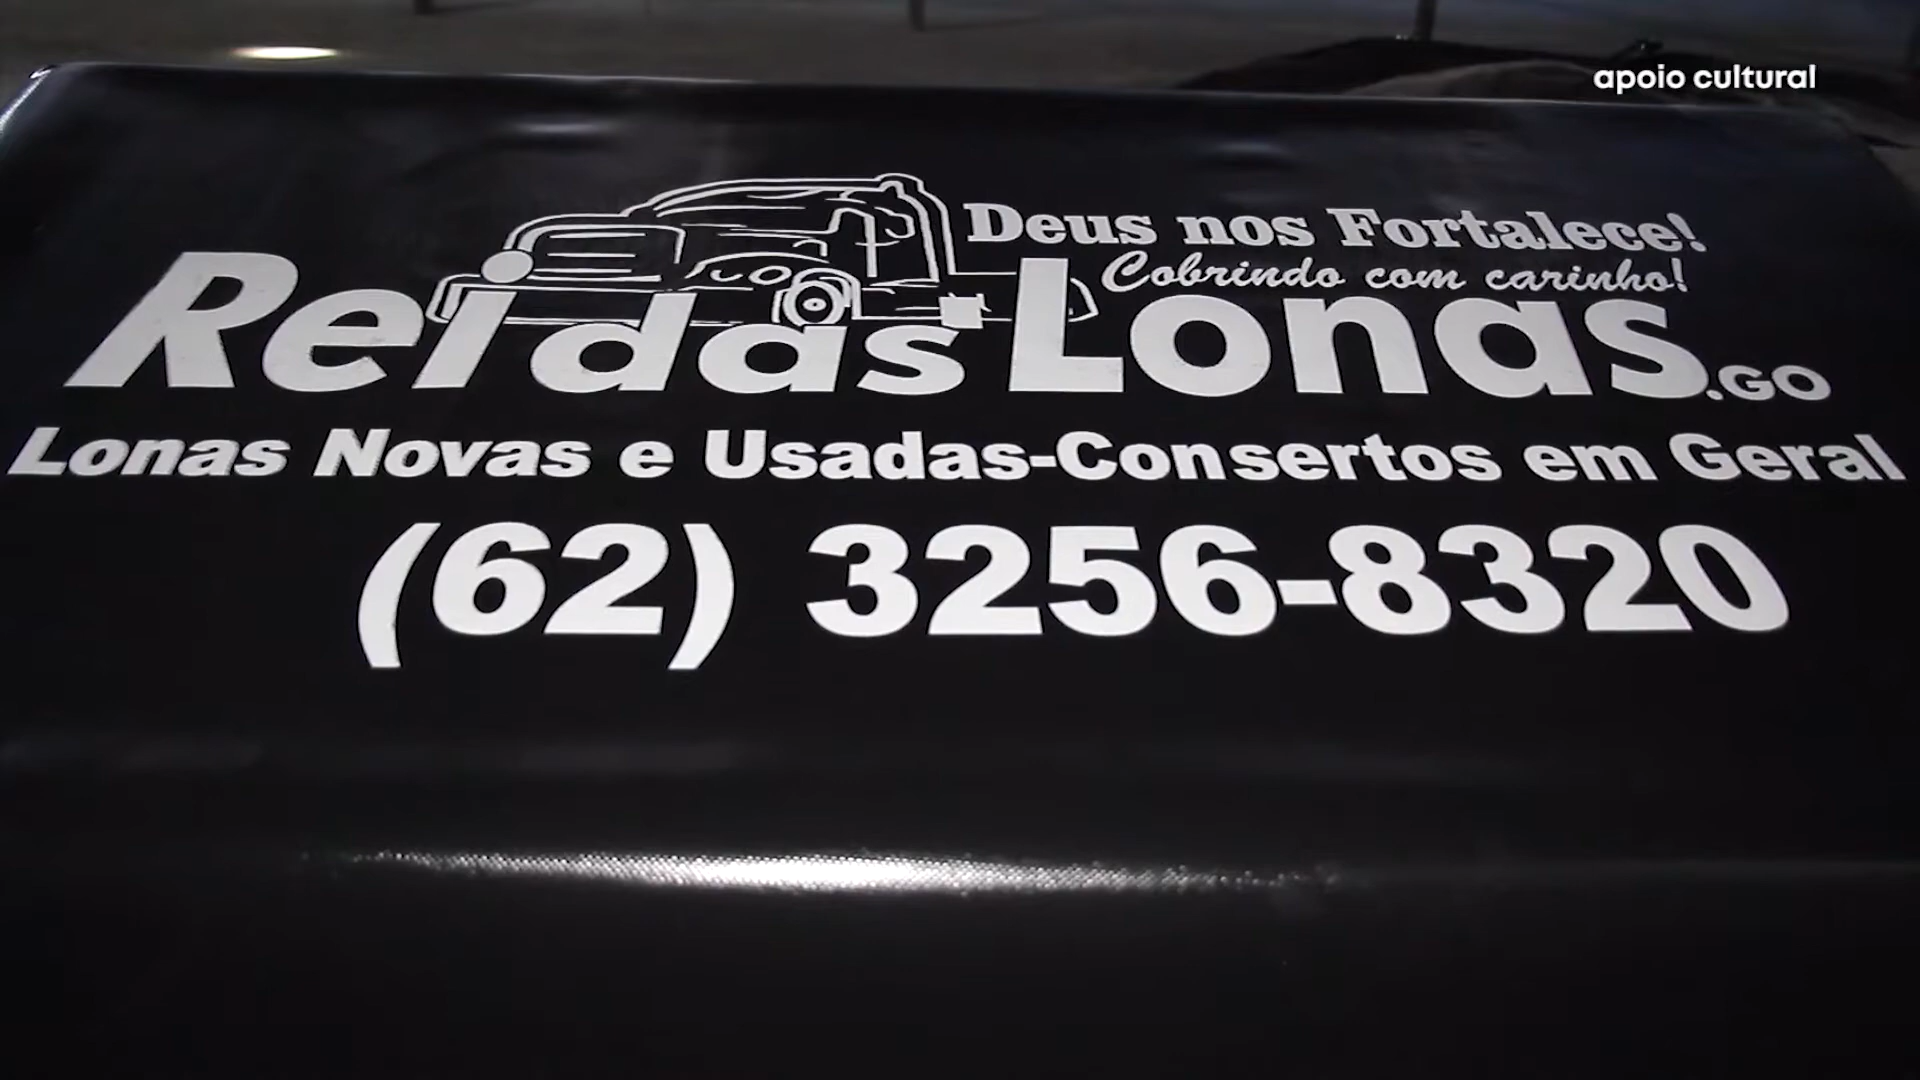 apoio cultural
Deus nos Fortalece!
Cobrindo com carinho!
Rei das Lonas.GO
Lonas Novas e Usadas-Consertos em Geral
(62) 3256-8320